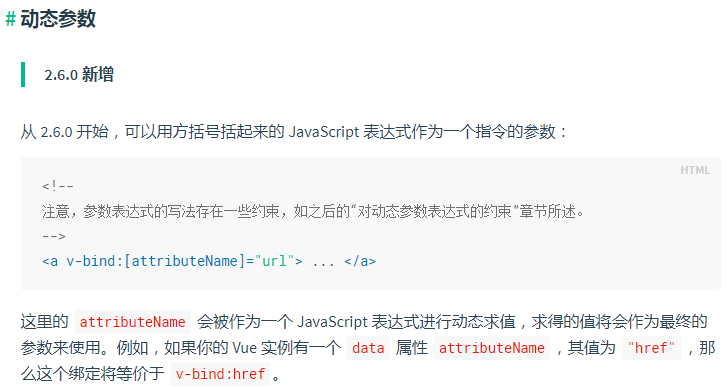 # 动态参数
2.6.0 新增
从 2.6.0 开始，可以用方括号括起来的 JavaScript 表达式作为一个指令的参数：
HTML
<!--
注意，参数表达式的写法存在一些约束，如之后的“对动态参数表达式的约束”章节所述。
-->
<a v-bind:[attributeName]="url"> ... </a>
这里的 attributeName 会被作为一个 JavaScript 表达式进行动态求值，求得的值将会作为最终的
参数来使用。例如，如果你的 Vue 实例有一个 data 属性 attributeName，其值为 "href"，那
么这个绑定将等价于 v-bind:href。